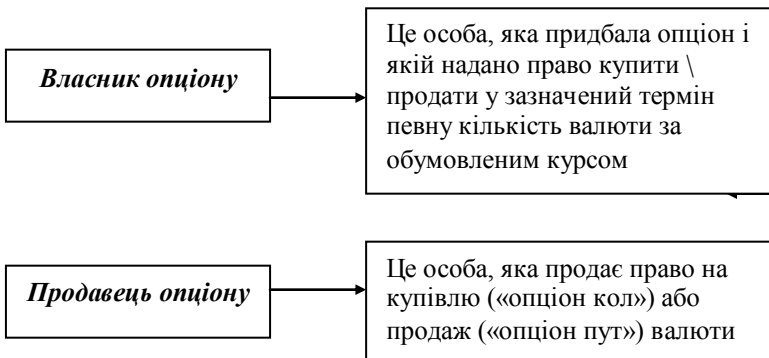 Власник опціону
Це особа, яка придбала опціон і
якій надано право купити \
продати у зазначений термін
певну кількість валюти за
обумовленим курсом
Продавець опціону
Це особа, яка продає право на
купівлю («опціон кол») або
продаж («опціон пут») валюти